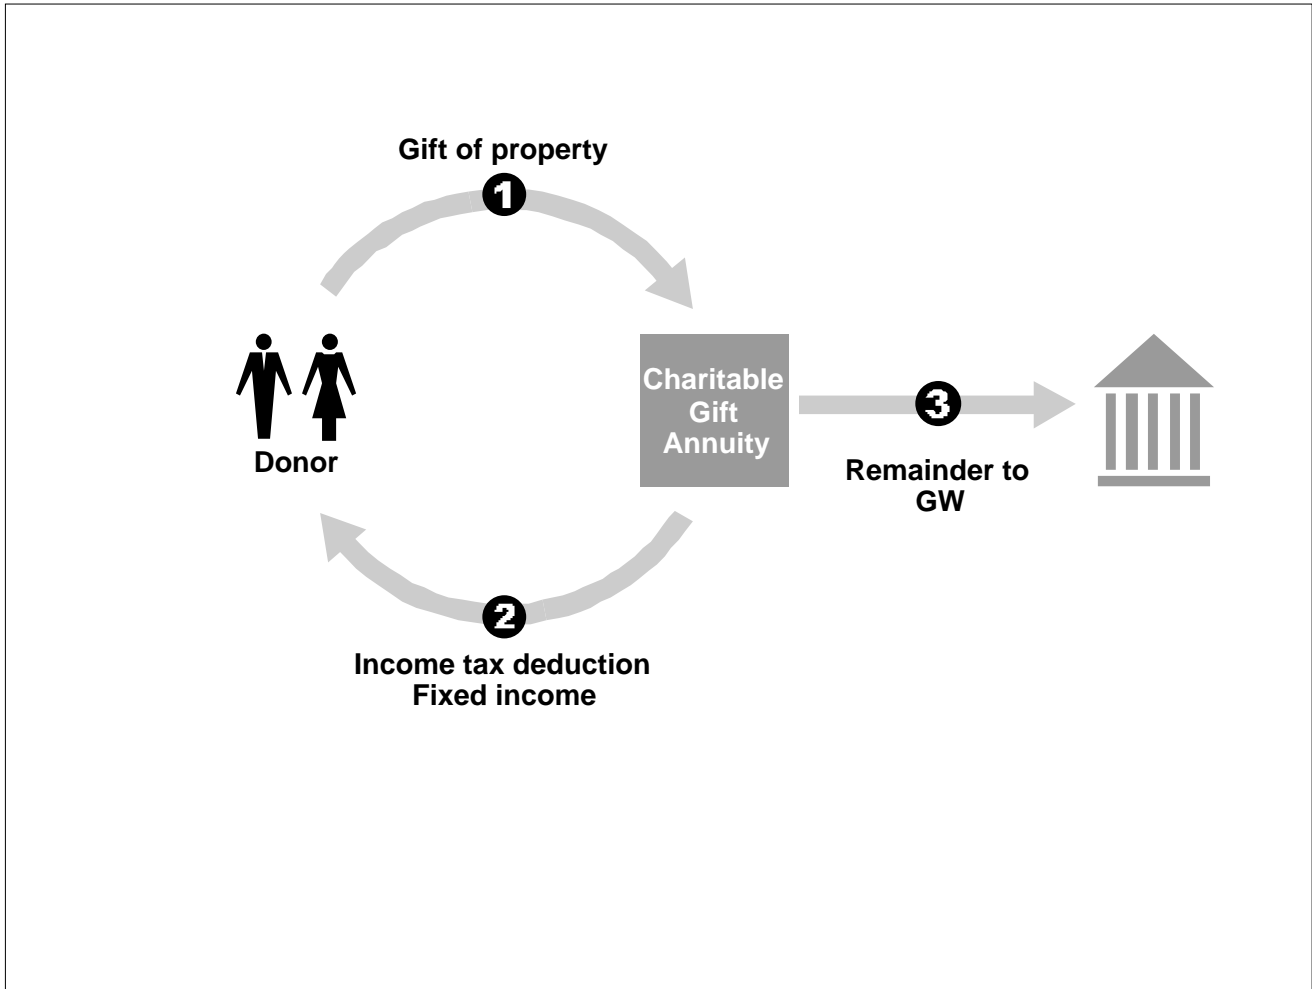 Gift of property
1
Donor
Charitable
Gift
Annuity
3
Remainder to
GW
2
Income tax deduction
Fixed income